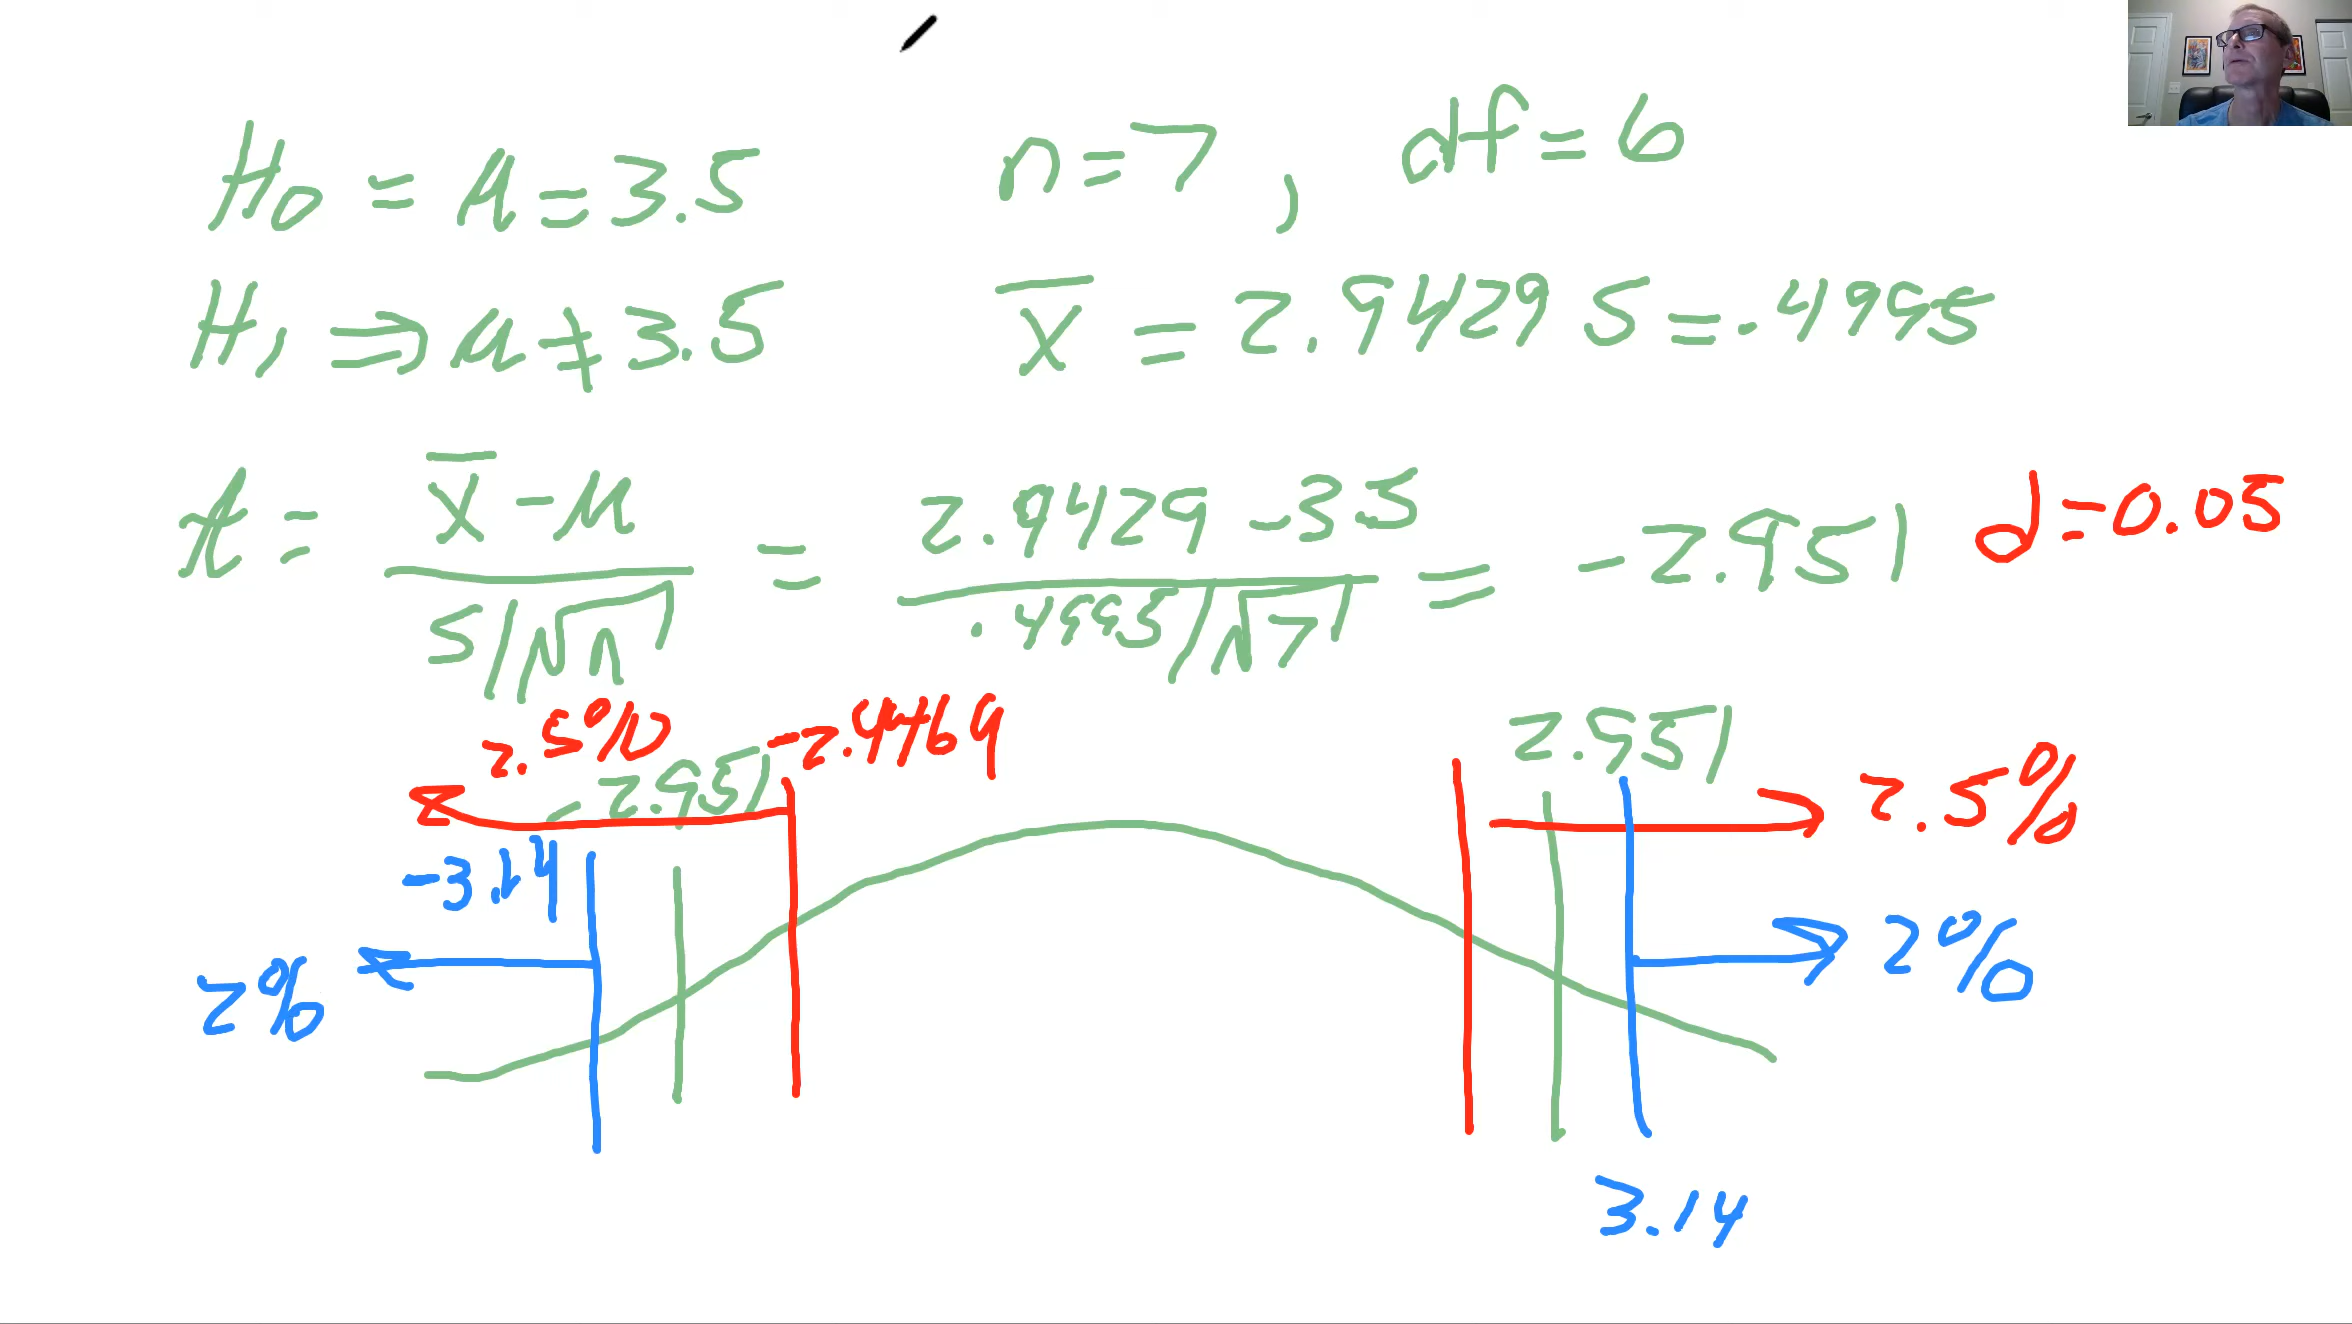 H₀ = μ = 3.5 n = 7 , df = 6
H₁ ⇒ μ ≠ 3.5 x̄ = 2.9429 S = .4995
t = (x̄ - μ) / (s/√n) = (2.9429 - 3.5) / (.4995/√7) = -2.951 α = 0.05
2.5% -2.4469 2.951
-2.951 2.5%
-3.14
2% 2%
3.14